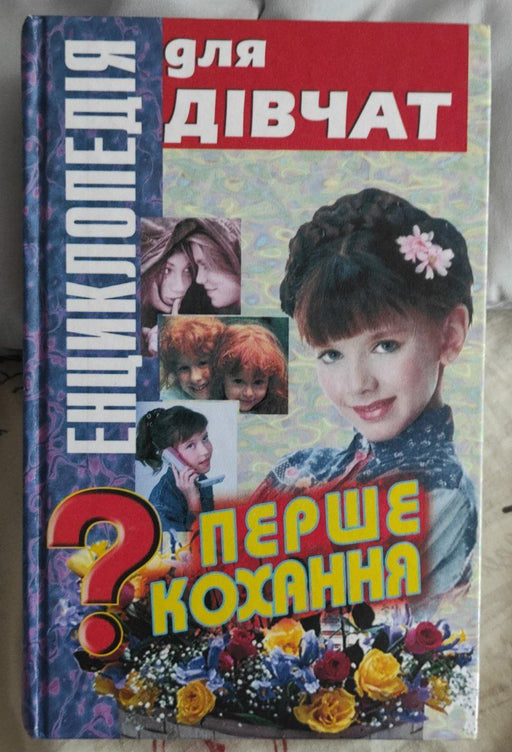 ЕНЦИКЛОПЕДІЯ
для
ДІВЧАТ
?
ПЕРШЕ
КОХАННЯ